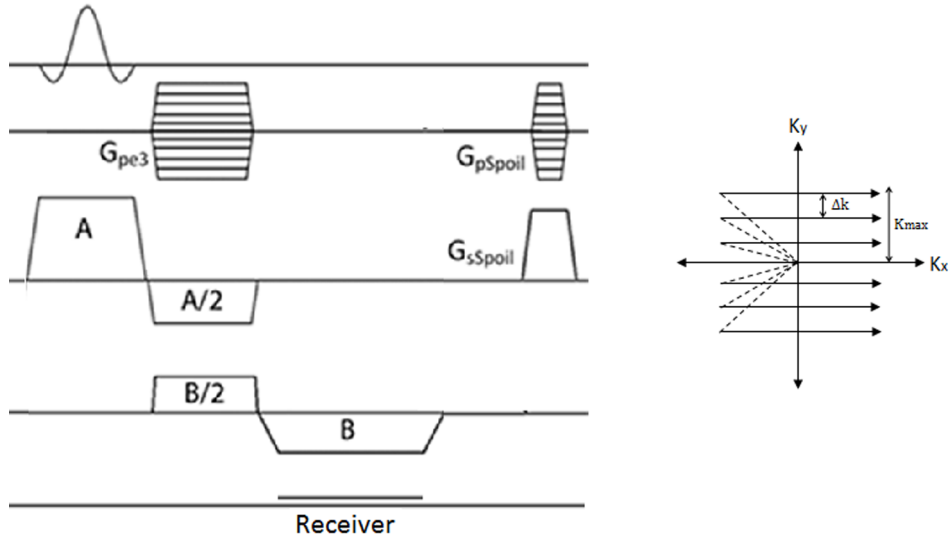 Gpe3
GpSpoil
A
GsSpoil
A/2
B/2
B
Receiver
Ky
Δk
Kmax
Kx